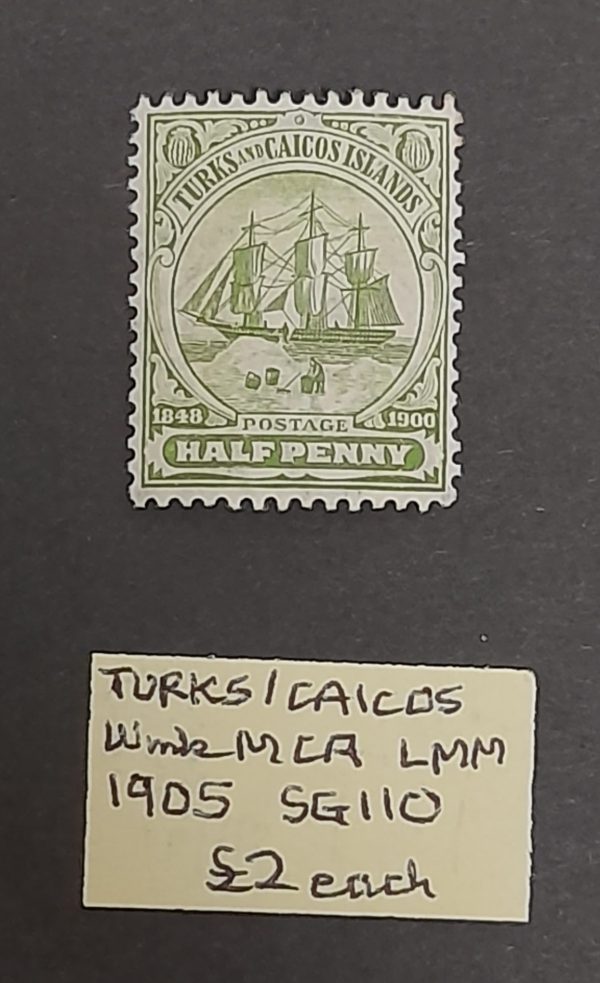 TURKS AND CAICOS ISLANDS
1848 POSTAGE 1900
HALF PENNY
TURKS/CAICOS
Wmk MCA LMM
1905 SG110
£2 each